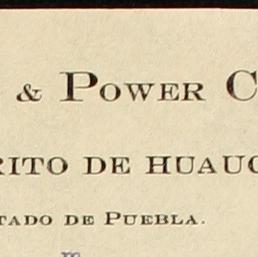 & Power C
RITO DE HUAUC
TADO DE PUEBLA.
m